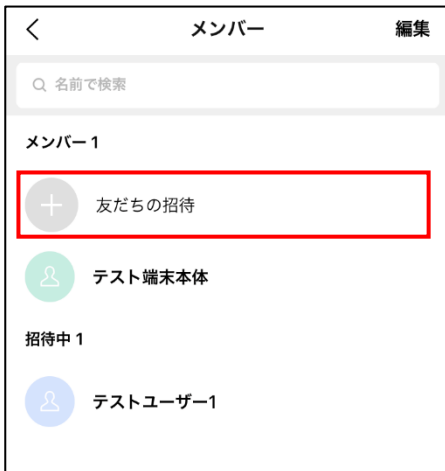 メンバー
編集
名前で検索
メンバー 1
友だちの招待
テスト端末本体
招待中 1
テストユーザー1